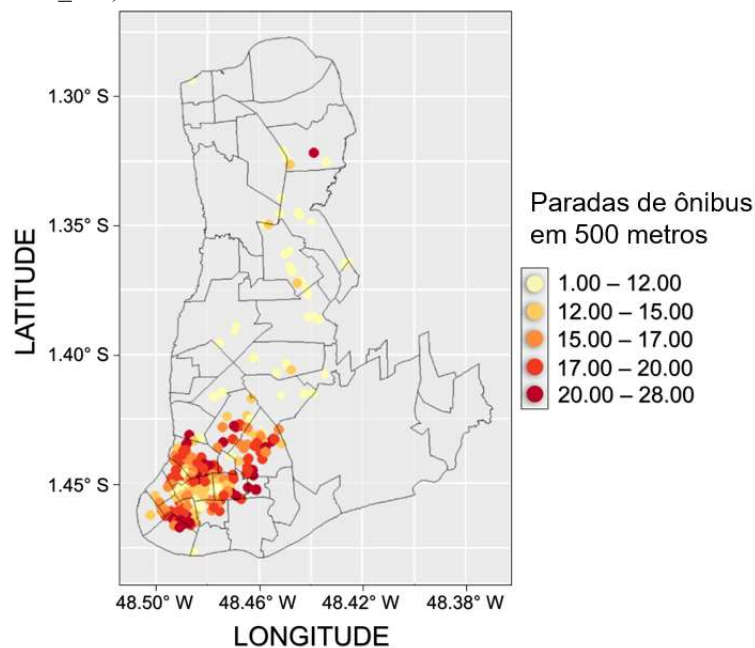 1.30° S
1.35° S
1.40° S
1.45° S
LATITUDE
48.50° W 48.46° W 48.42° W 48.38° W
LONGITUDE
Paradas de ônibus
em 500 metros
1.00 – 12.00
12.00 – 15.00
15.00 – 17.00
17.00 – 20.00
20.00 – 28.00